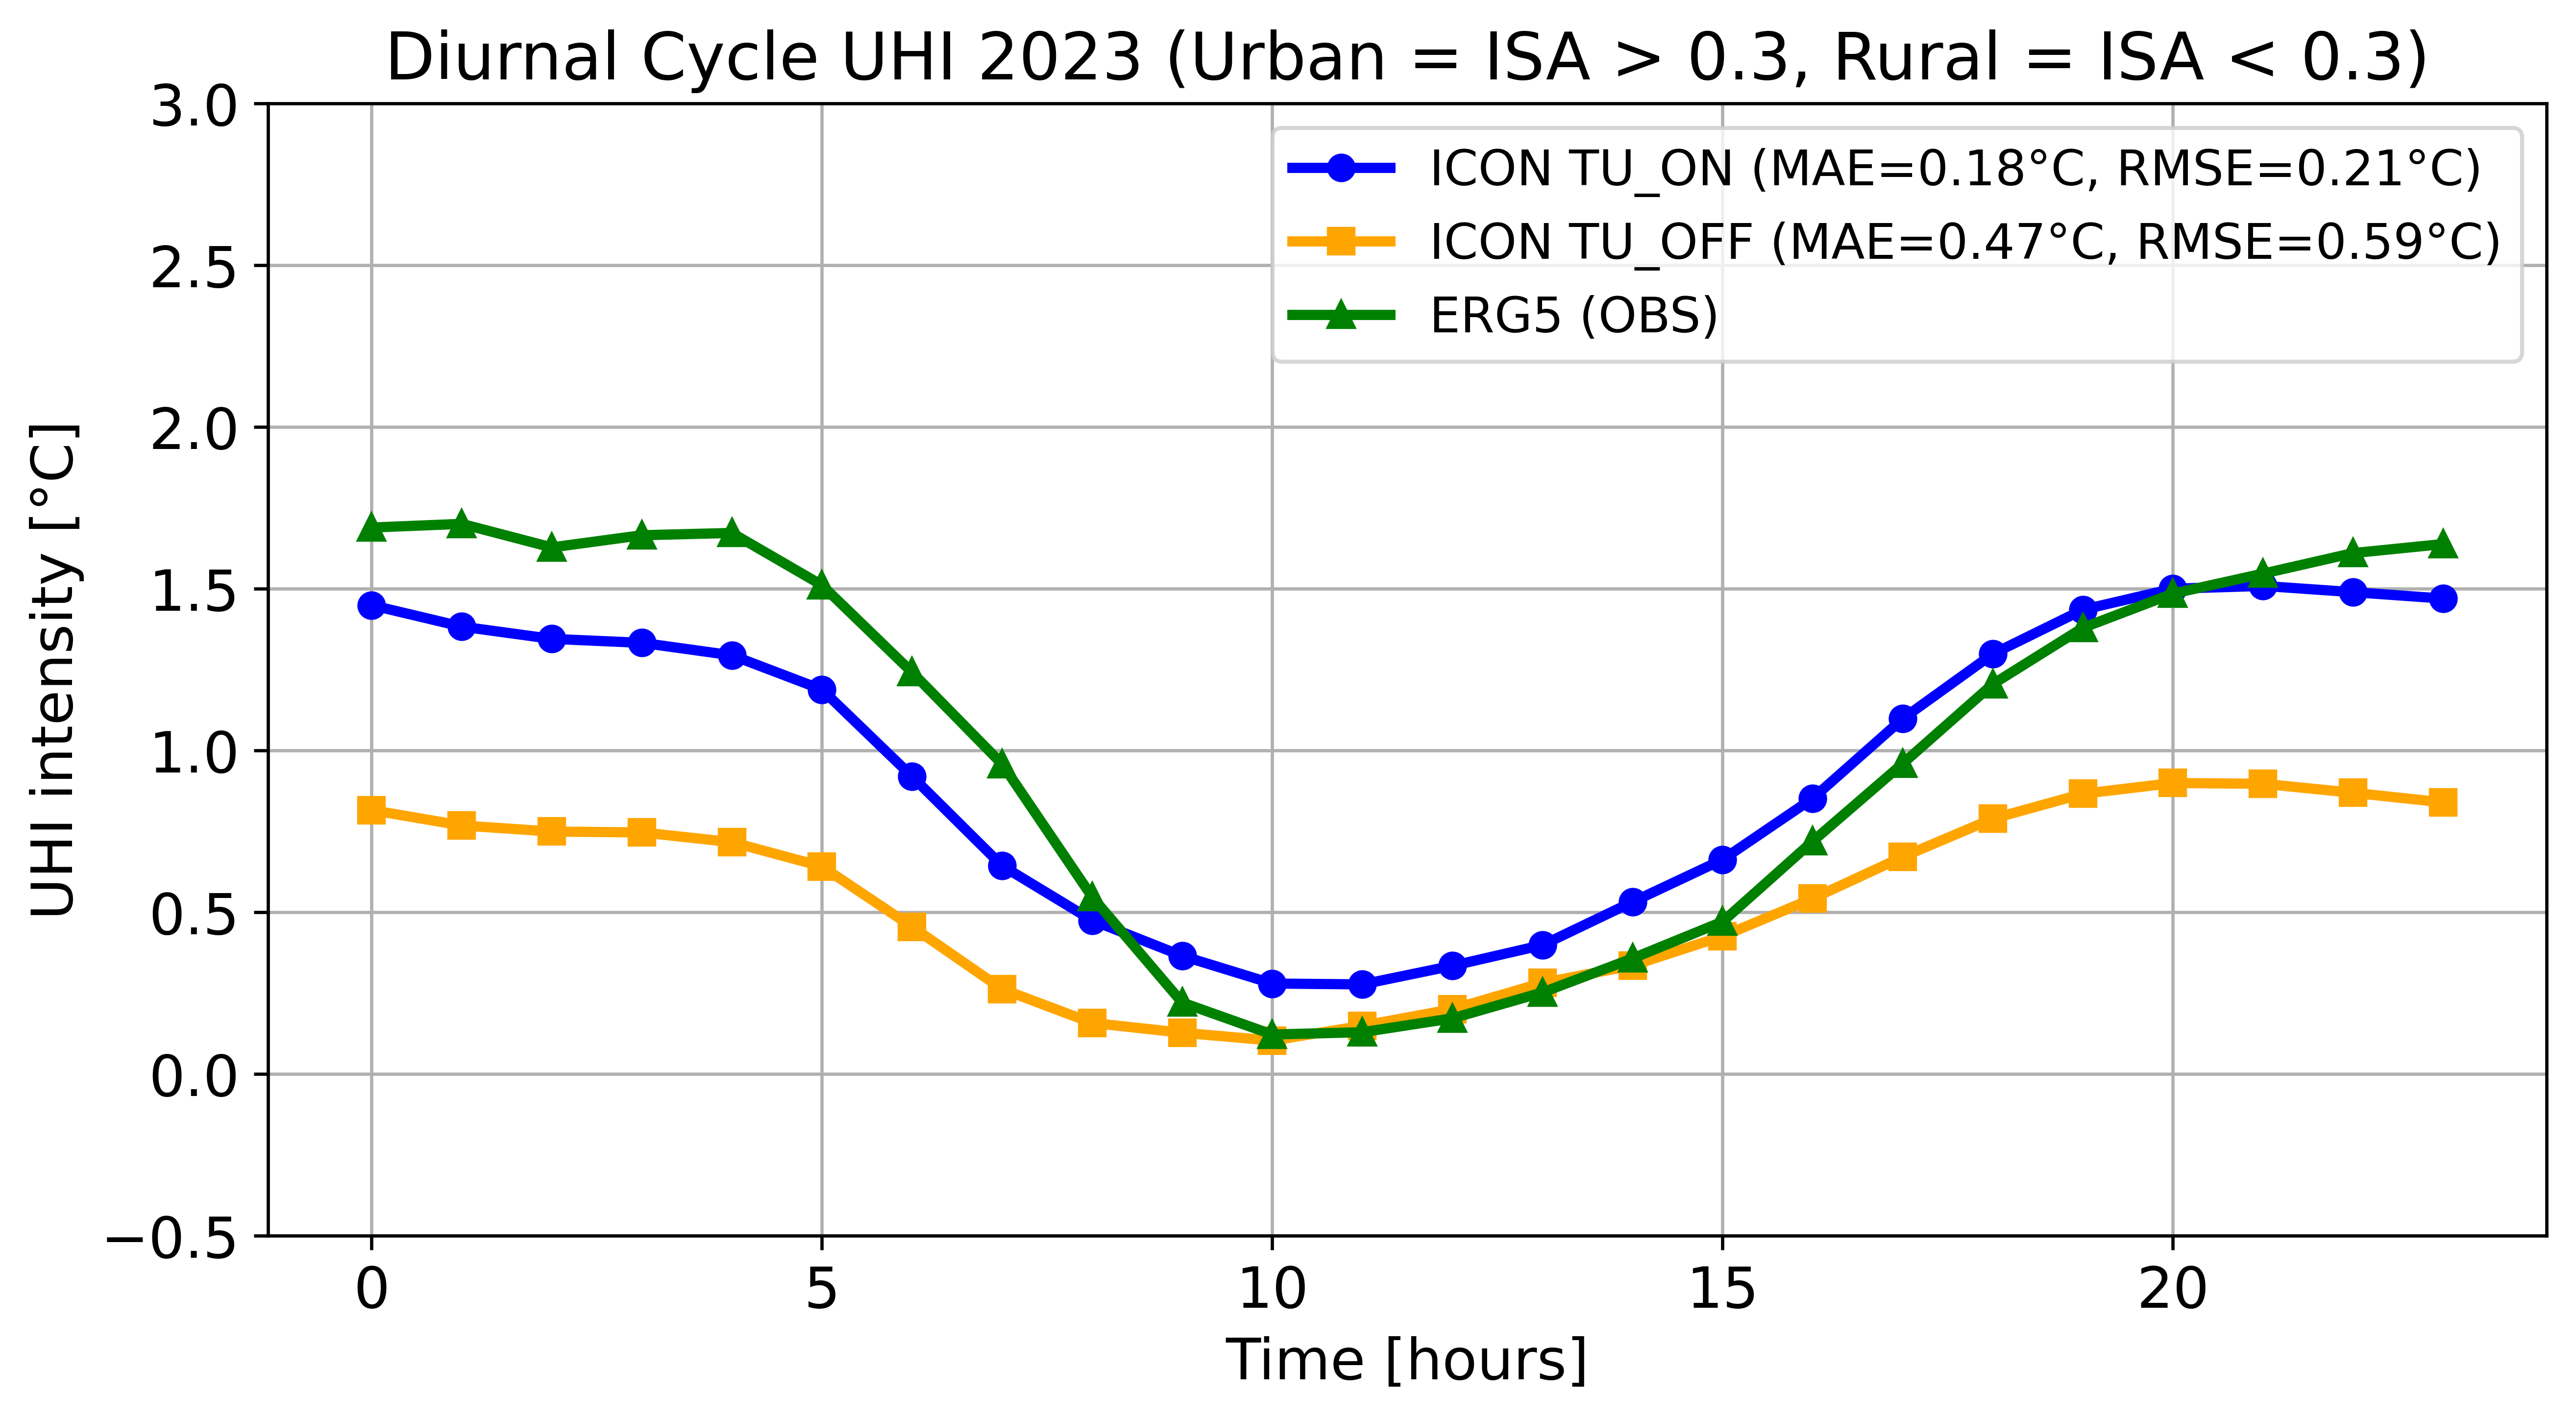 Diurnal Cycle UHI 2023 (Urban = ISA > 0.3, Rural = ISA < 0.3)
3.0
2.5
2.0
1.5
1.0
0.5
0.0
−0.5
UHI intensity [°C]
ICON TU_ON (MAE=0.18°C, RMSE=0.21°C)
ICON TU_OFF (MAE=0.47°C, RMSE=0.59°C)
ERG5 (OBS)
0 5 10 15 20
Time [hours]